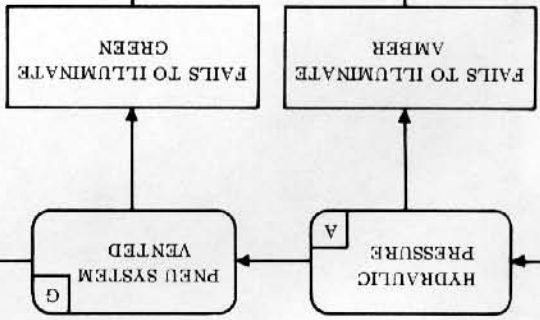 HYDRAULIC
PRESSURE
A
G
PNEU SYSTEM
VENTED
FAILS TO ILLUMINATE
AMBER
FAILS TO ILLUMINATE
GREEN